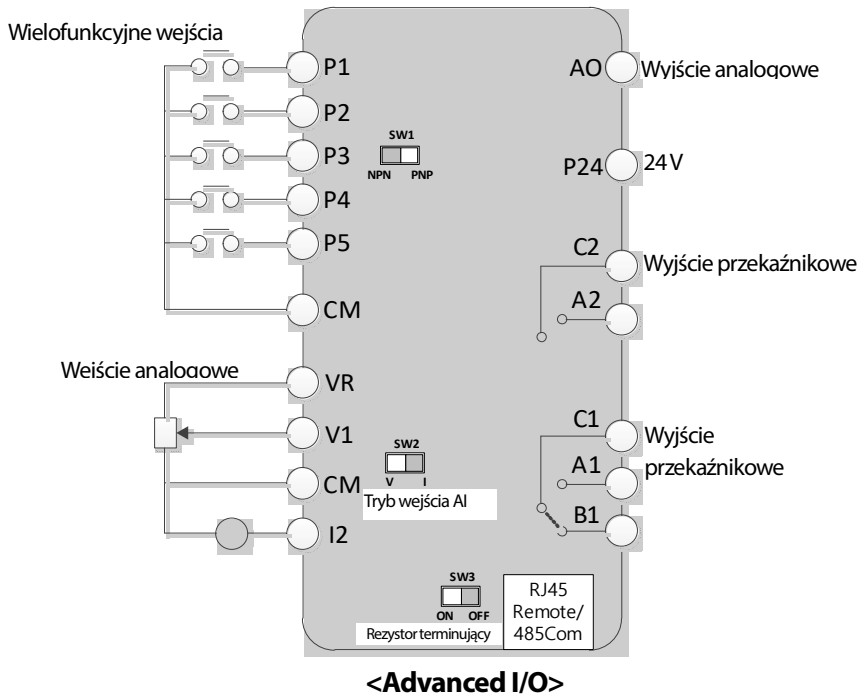 Wielofunkcyjne wejścia
P1
P2
P3
P4
P5
CM
SW1
NPN PNP
AO Wyjście analogowe
P24 24 V
C2 Wyjście przekaźnikowe
A2
Wejście analogowe
VR
V1
CM
I2
SW2
V I
Tryb wejścia AI
C1 Wyjście
przekaźnikowe
A1
B1
SW3
ON OFF
Rezystor terminujący
RJ45
Remote/
485Com
<Advanced I/O>